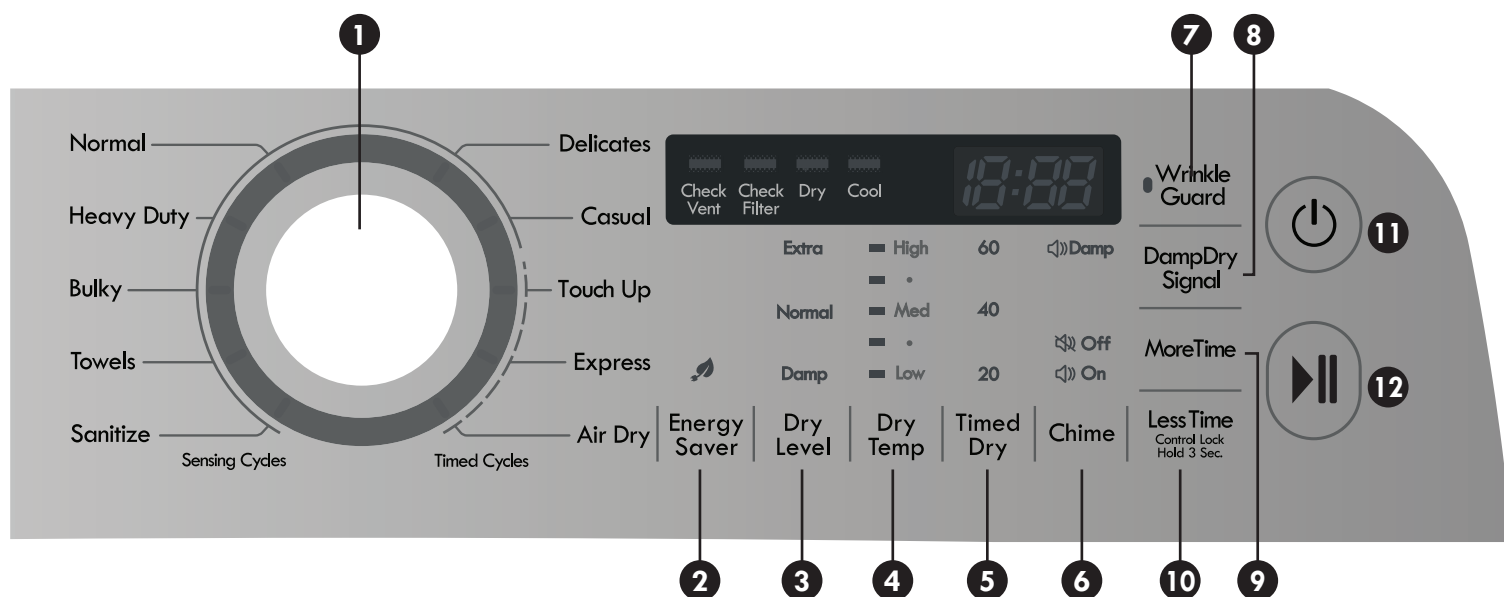 1
7
8
Normal
Heavy Duty
Bulky
Towels
Sanitize
Sensing Cycles
Delicates
Casual
Touch Up
Express
Air Dry
Timed Cycles
Check
Vent
Check
Filter
Dry
Cool
18:88
Extra
Normal
Damp
High
Med
Low
60
40
20
Damp
Off
On
Energy
Saver
Dry
Level
Dry
Temp
Timed
Dry
Chime
Wrinkle
Guard
DampDry
Signal
MoreTime
Less Time
Control Lock
Hold 3 Sec.
11
12
2
3
4
5
6
10
9